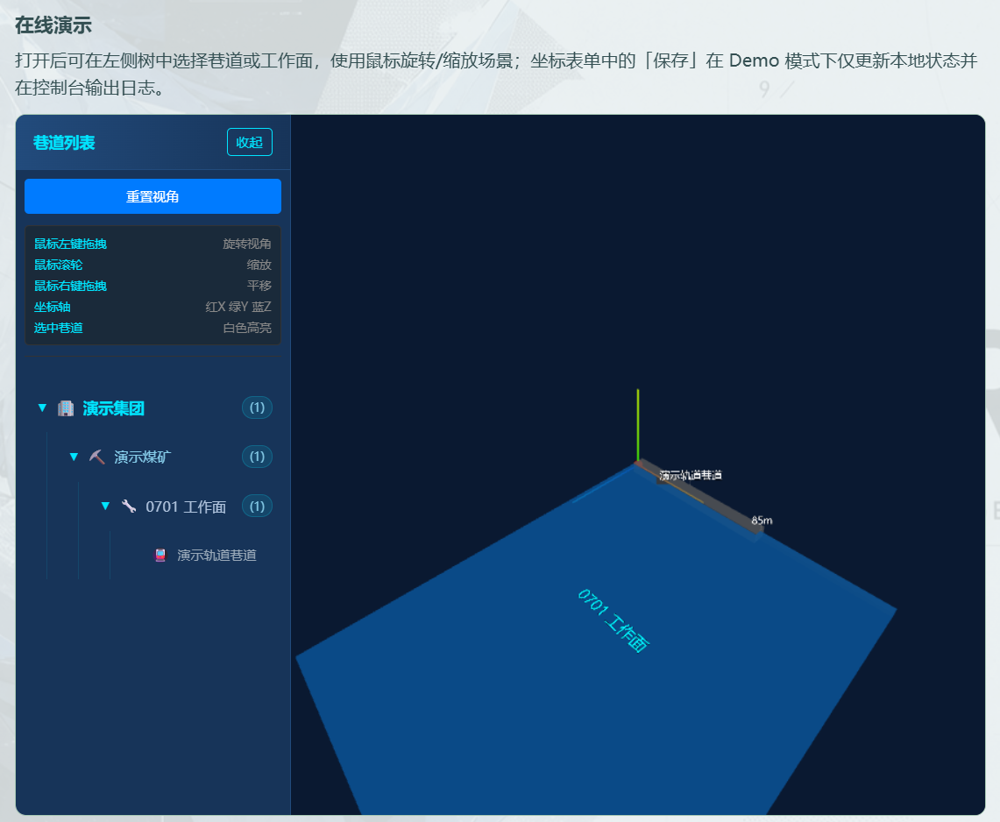 在线演示
打开后可在左侧树中选择巷道或工作面，使用鼠标旋转/缩放场景；坐标表单中的「保存」在 Demo 模式下仅更新本地状态并
在控制台输出日志。
巷道列表 收起
重置视角
鼠标左键拖拽 旋转视角
鼠标滚轮 缩放
鼠标右键拖拽 平移
坐标轴 红X 绿Y 蓝Z
选中巷道 白色高亮
演示集团 (1)
演示煤矿 (1)
0701 工作面 (1)
演示轨道巷道
演示轨道巷道
85m
0701 工作面
9 /